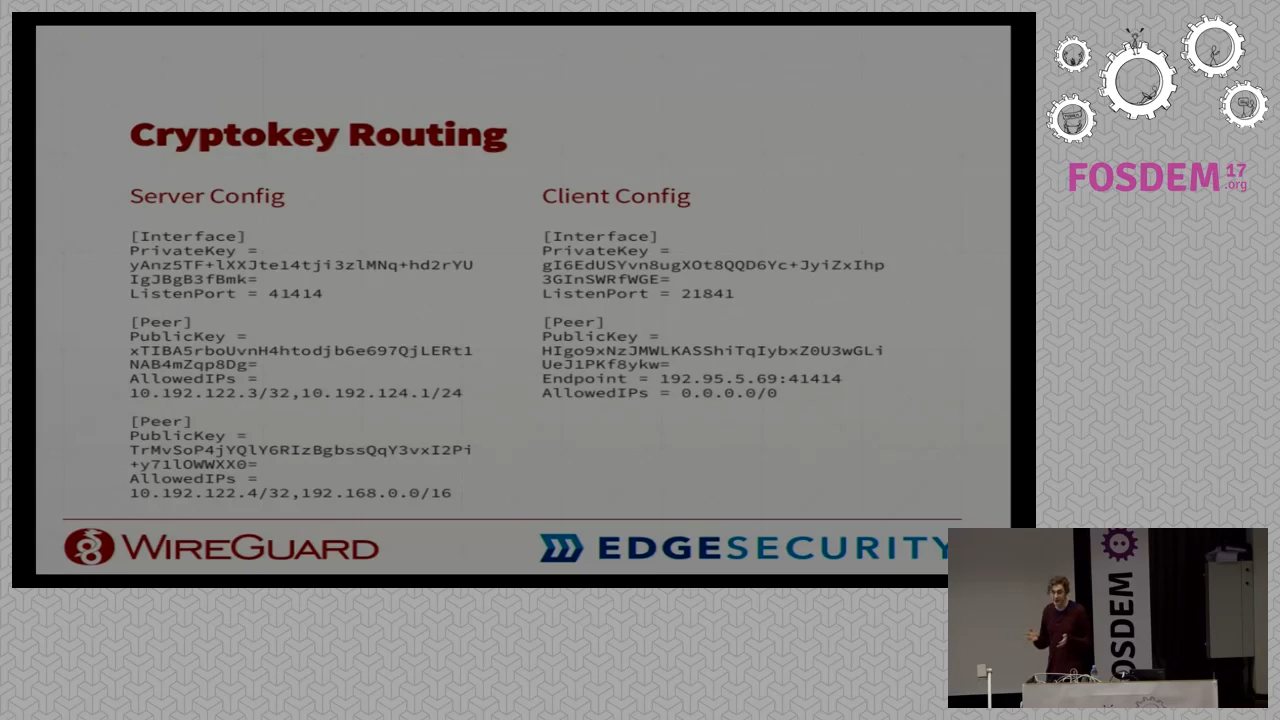 Cryptokey Routing
Server Config
[Interface]
PrivateKey =
yAnz5TF+lXXJte14tji3zlMNq+hd2rYU
IgJBgB3fBmk=
ListenPort = 41414
[Peer]
PublicKey =
xTIBA5rboUvnH4htodjb6e697QjLERt1
NAB4mZqp8Dg=
AllowedIPs =
10.192.122.3/32,10.192.124.1/24
[Peer]
PublicKey =
TrMvSoP4jYQlY6RIzBgbssQqY3vxI2Pi
+y71lOWWXX0=
AllowedIPs =
10.192.122.4/32,192.168.0.0/16
Client Config
[Interface]
PrivateKey =
gI6EdUSYvn8ugXOt8QQD6Yc+JyiZxIhp
3GInSWRfWGE=
ListenPort = 21841
[Peer]
PublicKey =
HIgo9xNzJMWLKASShiTqIybxZ0U3wGLi
UeJ1PKf8ykw=
Endpoint = 192.95.5.69:41414
AllowedIPs = 0.0.0.0/0
WIREGUARD
EDGESECURITY
FOSDEM 17
.org
FOSDEM